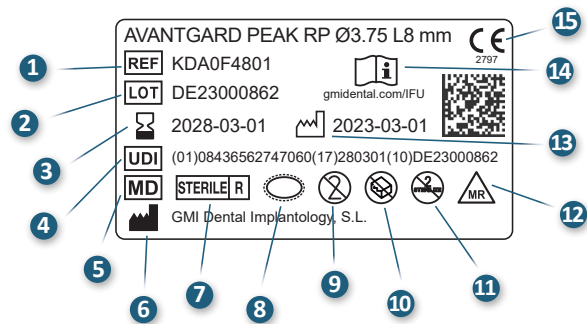 AVANTGARD PEAK RP Ø3.75 L8 mm
CE
2797
15
1
REF KDA0F4801
14
2
LOT DE23000862
gmidental.com/IFU
3
2028-03-01
2023-03-01
13
4
UDI (01)08436562747060(17)280301(10)DE23000862
MD STERILE R
2
2
STERILIZE
MR
12
5
GMI Dental Implantology, S.L.
6
7
8
9
10
11